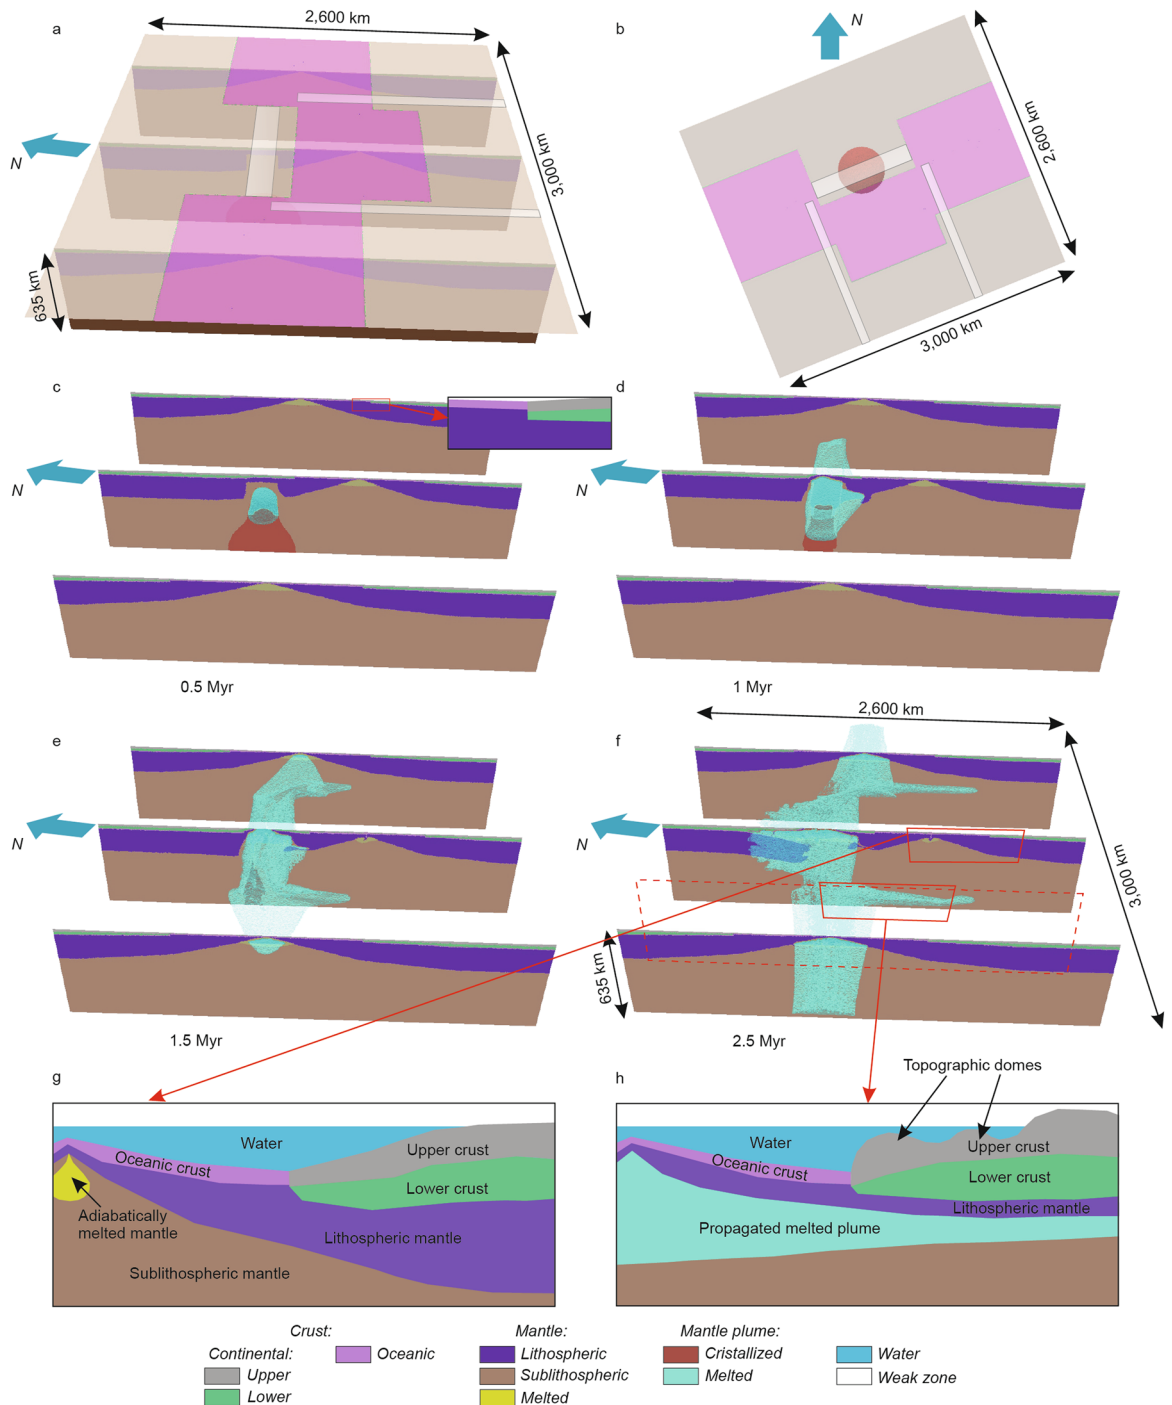 a
2,600 km
N
3,000 km
635 km
b
N
2,600 km
3,000 km
c
N
0.5 Myr
d
N
1 Myr
e
N
1.5 Myr
f
2,600 km
N
3,000 km
635 km
2.5 Myr
g
Water
Upper crust
Oceanic crust
Lower crust
Adiabatically
melted mantle
Lithospheric mantle
Sublithospheric mantle
h
Topographic domes
Water
Upper crust
Oceanic crust
Lower crust
Lithospheric mantle
Propagated melted plume
Crust:
Continental:
Upper
Lower
Oceanic
Mantle:
Lithospheric
Sublithospheric
Melted
Mantle plume:
Cristallized
Melted
Water
Weak zone